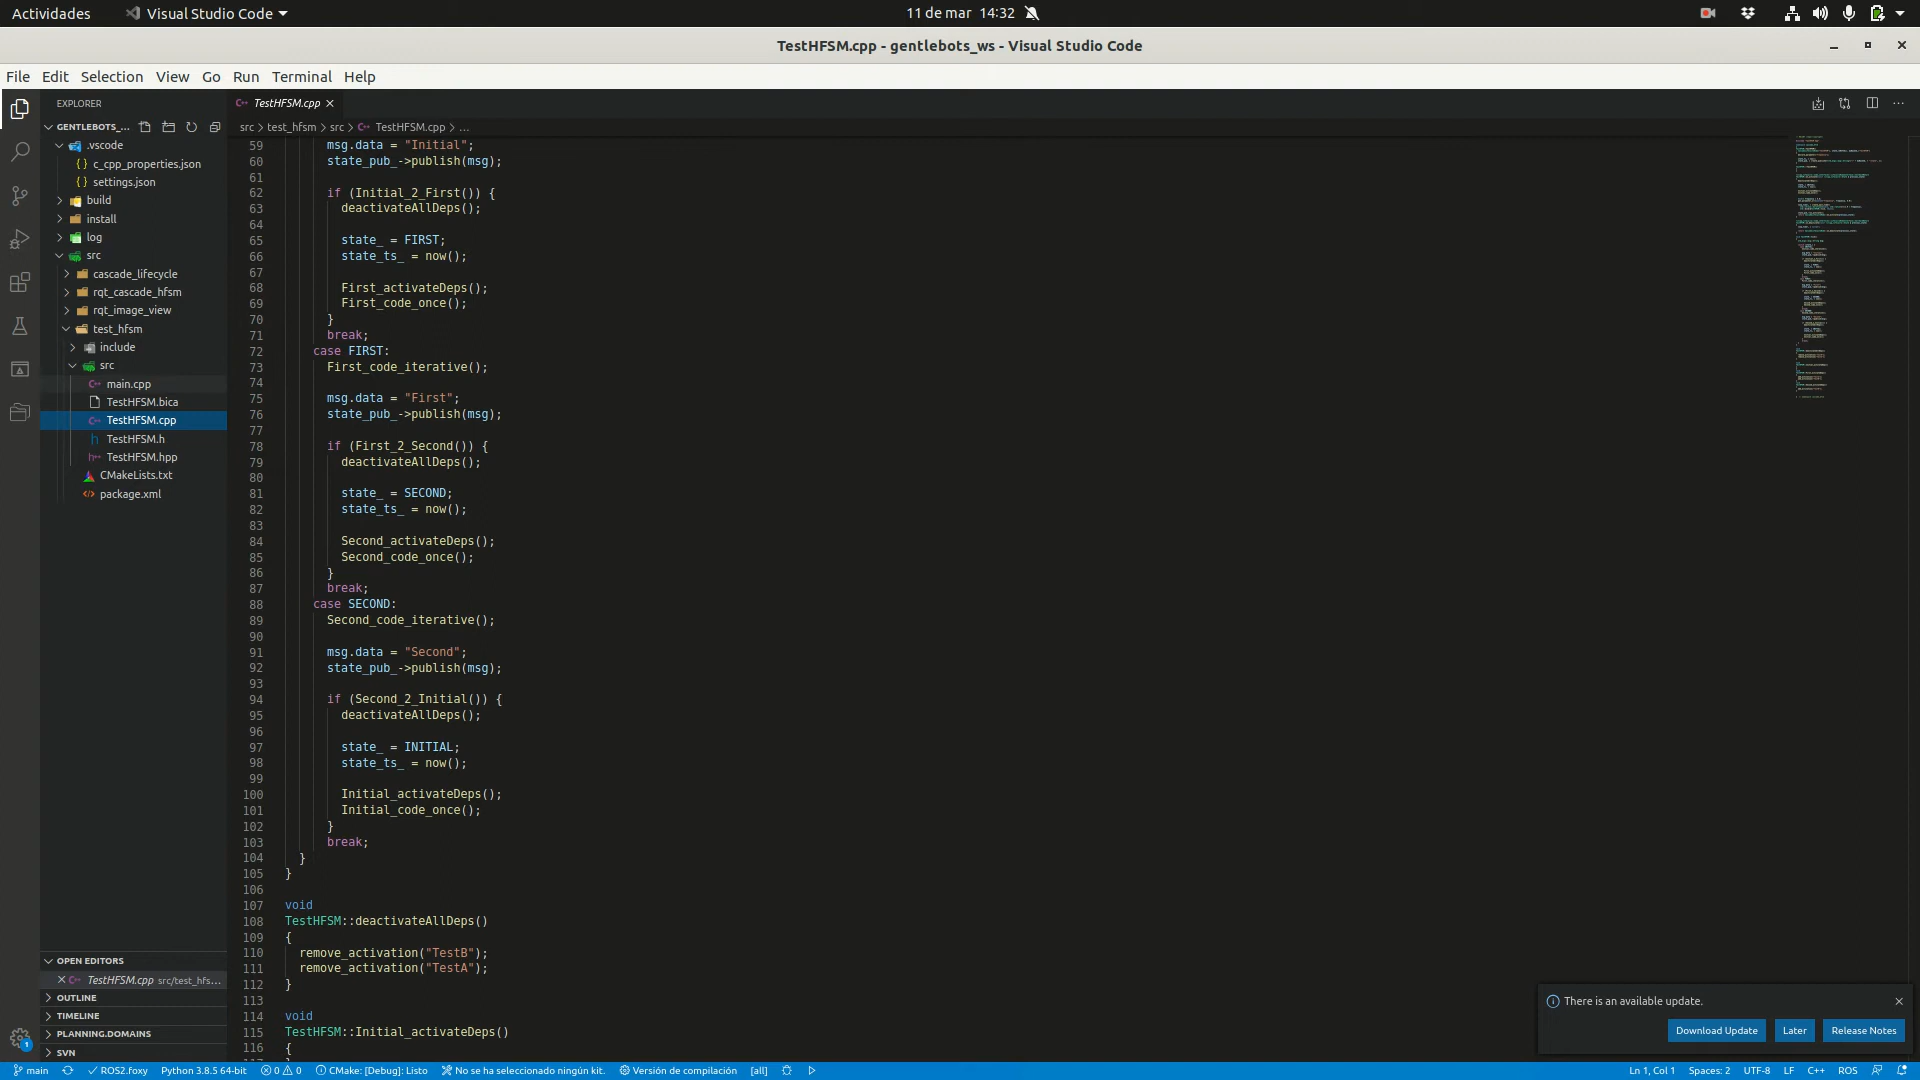 Actividades
Visual Studio Code
11 de mar 14:32
TestHFSM.cpp - gentlebots_ws - Visual Studio Code
File Edit Selection View Go Run Terminal Help
EXPLORER
GENTLEBOTS_...
.vscode
{} c_cpp_properties.json
{} settings.json
build
install
log
src
cascade_lifecycle
rqt_cascade_hfsm
rqt_image_view
test_hfsm
include
src
main.cpp
TestHFSM.bica
TestHFSM.cpp
TestHFSM.h
TestHFSM.hpp
CMakeLists.txt
package.xml
OPEN EDITORS
TestHFSM.cpp src/test_hfs...
OUTLINE
TIMELINE
PLANNING.DOMAINS
SVN
TestHFSM.cpp
src > test_hfsm > src > TestHFSM.cpp > ...
59 msg.data = "Initial";
60 state_pub_->publish(msg);
61
62 if (Initial_2_First()) {
63 deactivateAllDeps();
64
65 state_ = FIRST;
66 state_ts_ = now();
67
68 First_activateDeps();
69 First_code_once();
70 }
71 break;
72 case FIRST:
73 First_code_iterative();
74
75 msg.data = "First";
76 state_pub_->publish(msg);
77
78 if (First_2_Second()) {
79 deactivateAllDeps();
80
81 state_ = SECOND;
82 state_ts_ = now();
83
84 Second_activateDeps();
85 Second_code_once();
86 }
87 break;
88 case SECOND:
89 Second_code_iterative();
90
91 msg.data = "Second";
92 state_pub_->publish(msg);
93
94 if (Second_2_Initial()) {
95 deactivateAllDeps();
96
97 state_ = INITIAL;
98 state_ts_ = now();
99
100 Initial_activateDeps();
101 Initial_code_once();
102 }
103 break;
104 }
105 }
106
107 void
108 TestHFSM::deactivateAllDeps()
109 {
110 remove_activation("TestB");
111 remove_activation("TestA");
112 }
113
114 void
115 TestHFSM::Initial_activateDeps()
116 {
There is an available update.
Download Update Later Release Notes
main ROS2.foxy Python 3.8.5 64-bit 0 0 CMake: [Debug]: Listo No se ha seleccionado ningún kit. Versión de compilación [all] Ln 1, Col 1 Spaces: 2 UTF-8 LF C++ ROS